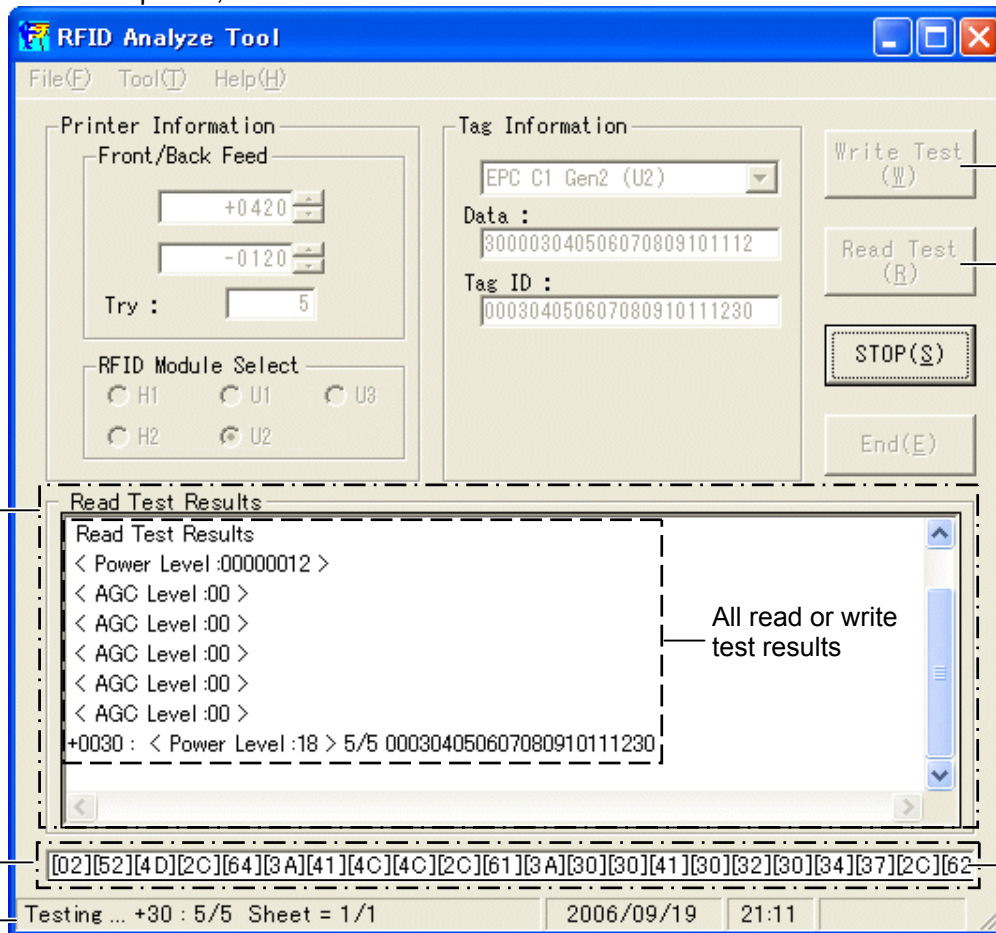 RFID Analyze Tool
File(F) Tool(T) Help(H)
Printer Information
Front/Back Feed
+0420
-0120
Try : 5
RFID Module Select
H1 U1 U3
H2 U2
Tag Information
EPC C1 Gen2 (U2)
Data :
300003040506070809101112
Tag ID :
000304050607080910111230
Write Test
(W)
Read Test
(R)
STOP(S)
End(E)
Read Test Results
Read Test Results
< Power Level :00000012 >
< AGC Level :00 >
< AGC Level :00 >
< AGC Level :00 >
< AGC Level :00 >
< AGC Level :00 >
+0030 : < Power Level :18 > 5/5 000304050607080910111230
All read or write
test results
[02][52][4D][2C][64][3A][41][4C][4C][2C][61][3A][30][30][41][30][32][30][34][37][2C][62
Testing ... +30 : 5/5 Sheet = 1/1 2006/09/19 21:11